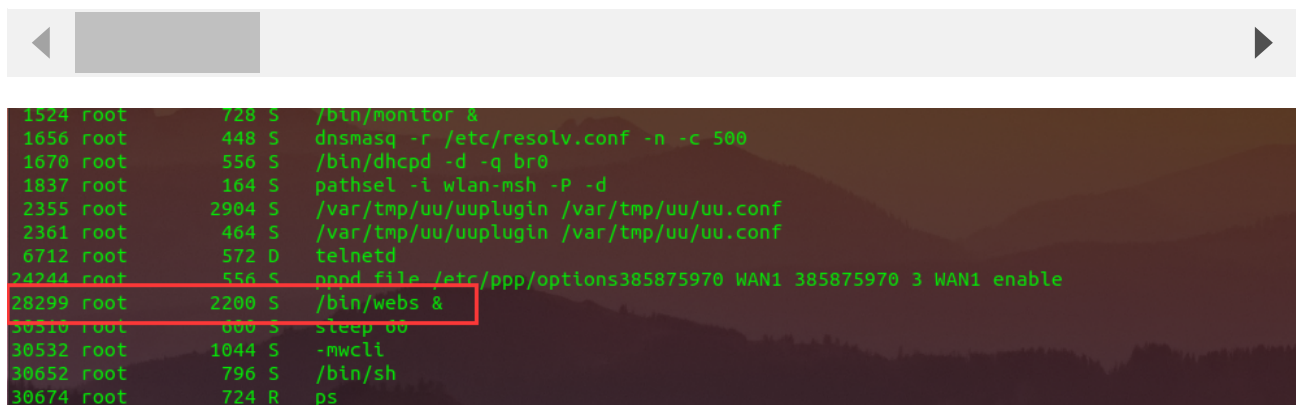 1524 root 728 S /bin/monitor &
1656 root 448 S dnsmasq -r /etc/resolv.conf -n -c 500
1670 root 556 S /bin/dhcpd -d -q br0
1837 root 164 S pathsel -i wlan-msh -P -d
2355 root 2904 S /var/tmp/uu/uuplugin /var/tmp/uu/uu.conf
2361 root 464 S /var/tmp/uu/uuplugin /var/tmp/uu/uu.conf
6712 root 572 D telnetd
24244 root 556 S pppd file /etc/ppp/options385875970 WAN1 385875970 3 WAN1 enable
28299 root 2200 S /bin/webs &
30510 root 600 S sleep 60
30532 root 1044 S -mwcli
30652 root 796 S /bin/sh
30674 root 724 R ps